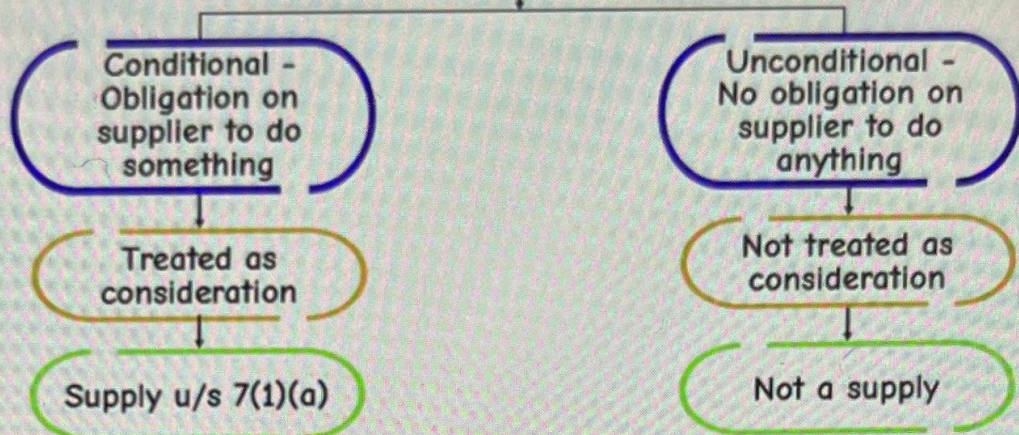 Conditional -
Obligation on
supplier to do
something
Treated as
consideration
Supply u/s 7(1)(a)
Unconditional -
No obligation on
supplier to do
anything
Not treated as
consideration
Not a supply